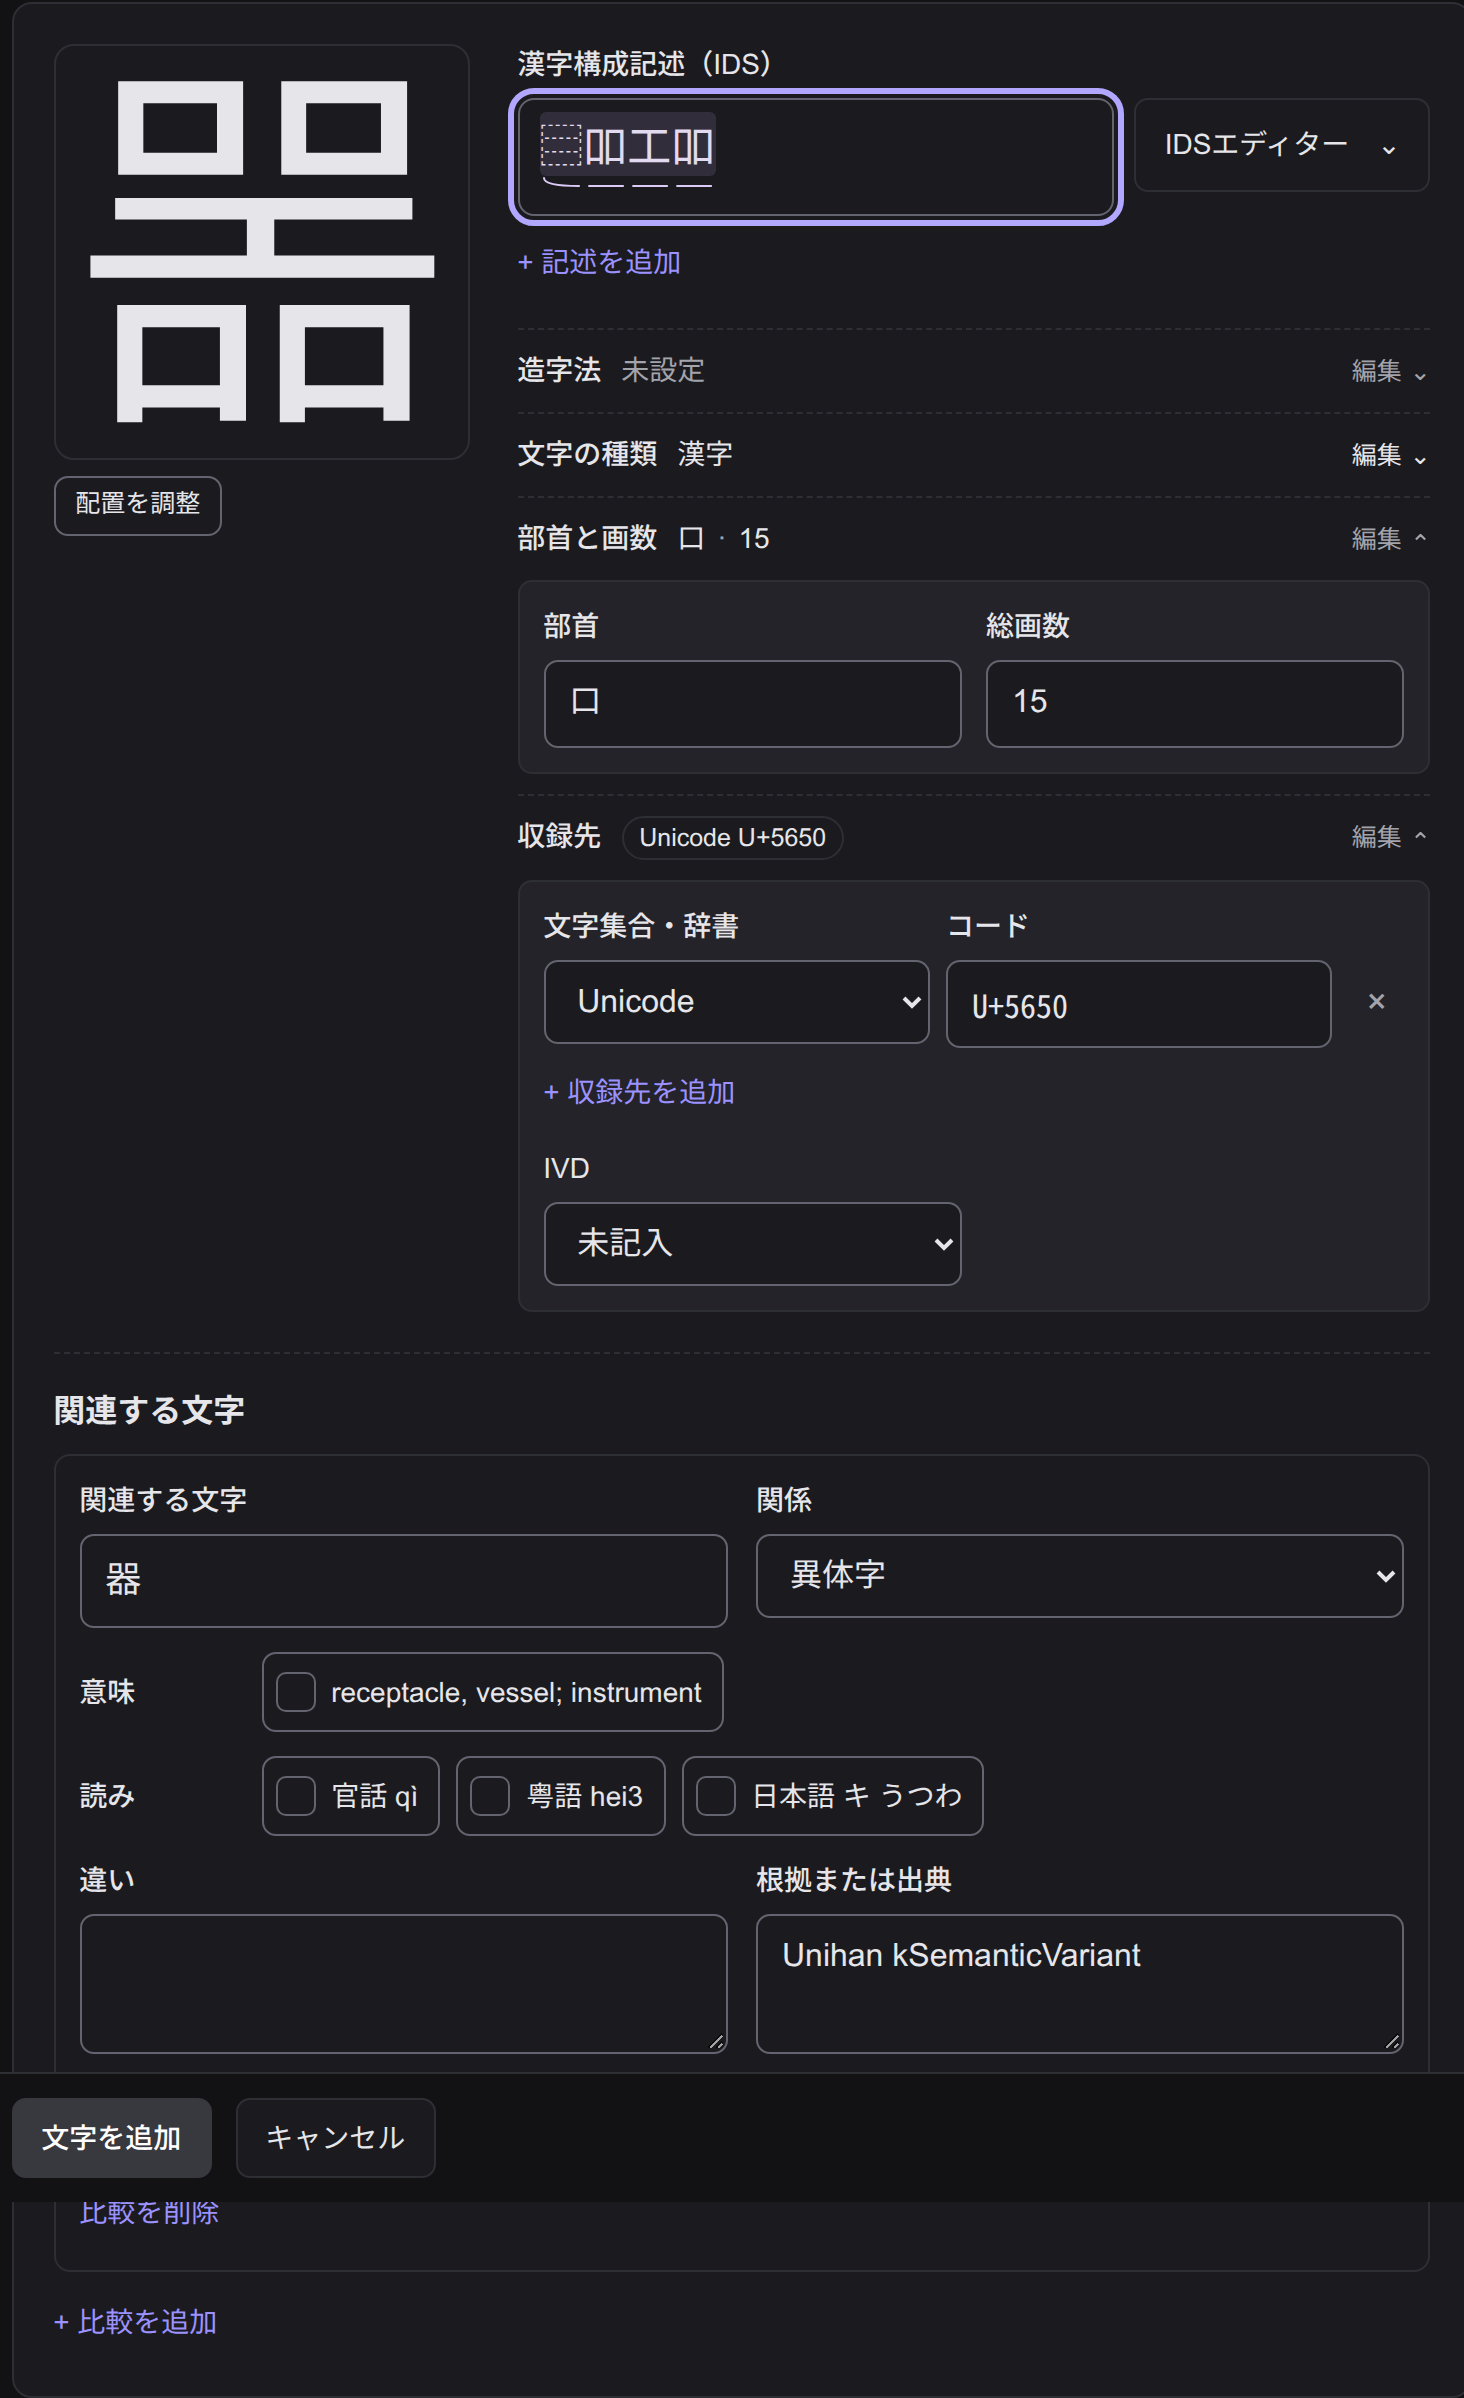 噐
漢字構成記述（IDS）
⿳吅工吅
IDSエディター
+ 記述を追加
造字法 未設定 編集
文字の種類 漢字 編集
配置を調整
部首と画数 口 · 15 編集
部首 総画数
口 15
収録先 Unicode U+5650 編集
文字集合・辞書 コード
Unicode U+5650 ×
+ 収録先を追加
IVD
未記入
関連する文字
関連する文字 関係
器 異体字
意味 receptacle, vessel; instrument
読み 官話 qì 粵語 hei3 日本語 キ うつわ
違い 根拠または出典
Unihan kSemanticVariant
文字を追加 キャンセル
比較を削除
+ 比較を追加